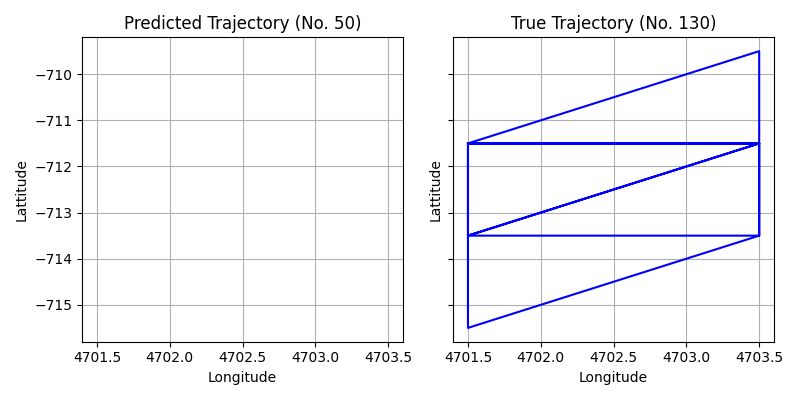 Predicted Trajectory (No. 50)
True Trajectory (No. 130)
Lattitude
−710
−711
−712
−713
−714
−715
4701.5 4702.0 4702.5 4703.0 4703.5
Longitude
Lattitude
4701.5 4702.0 4702.5 4703.0 4703.5
Longitude